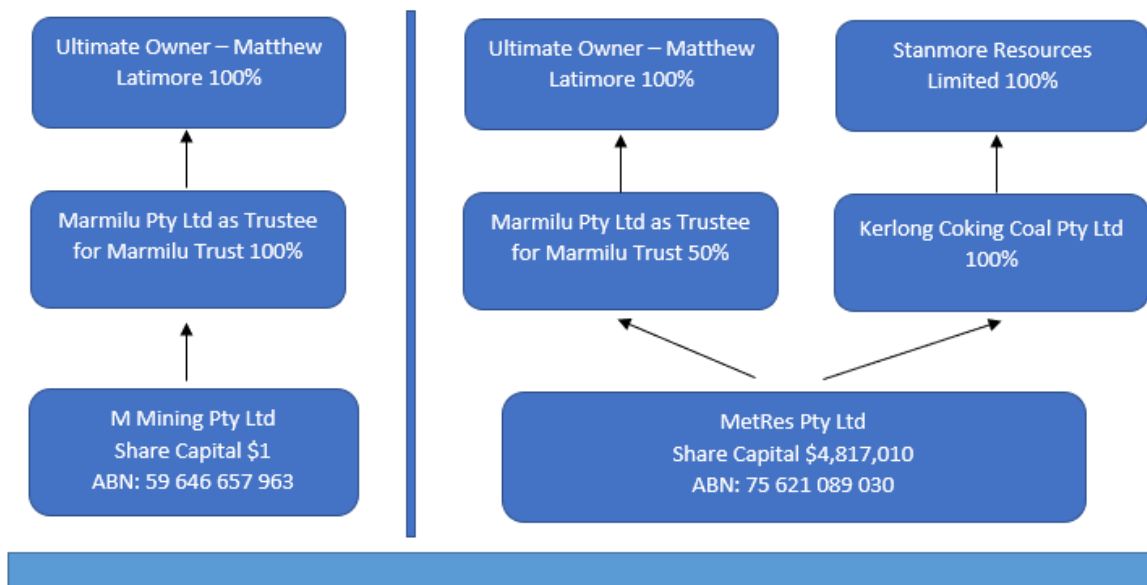 Ultimate Owner – Matthew
Latimore 100%
Marmilu Pty Ltd as Trustee
for Marmilu Trust 100%
M Mining Pty Ltd
Share Capital $1
ABN: 59 646 657 963
Ultimate Owner – Matthew
Latimore 100%
Stanmore Resources
Limited 100%
Marmilu Pty Ltd as Trustee
for Marmilu Trust 50%
Kerlong Coking Coal Pty Ltd
100%
MetRes Pty Ltd
Share Capital $4,817,010
ABN: 75 621 089 030